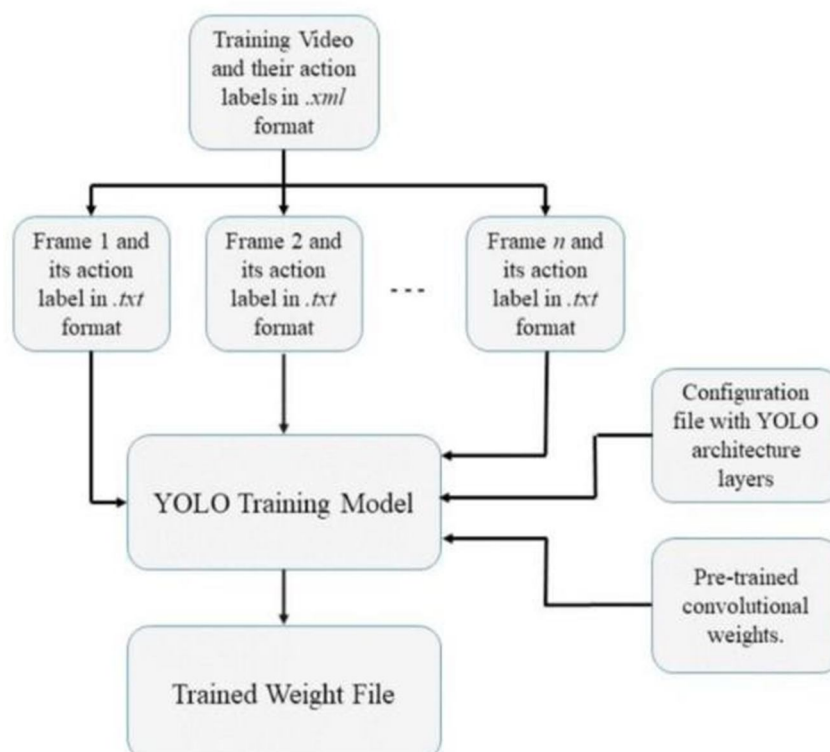 Training Video
and their action
labels in .xml
format
Frame 1 and
its action
label in .txt
format
Frame 2 and
its action
label in .txt
format
- - -
Frame n and
its action
label in .txt
format
Configuration
file with YOLO
architecture
layers
YOLO Training Model
Pre-trained
convolutional
weights.
Trained Weight File